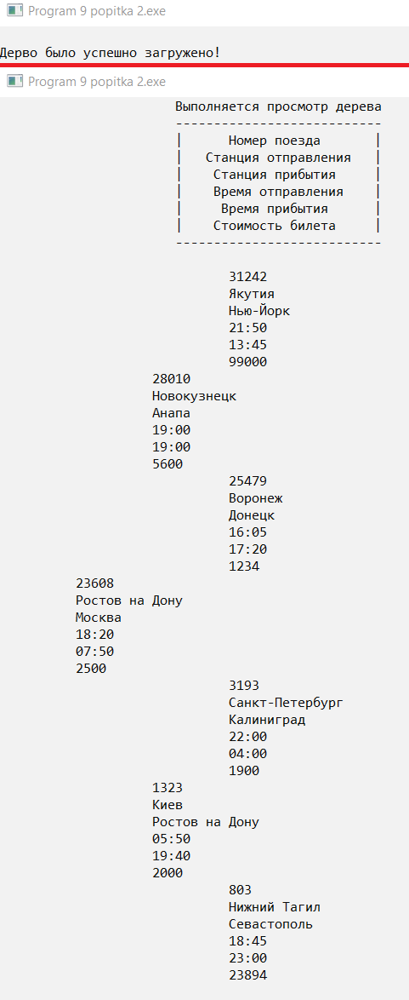 Program 9 popitka 2.exe
Дерво было успешно загружено!
Program 9 popitka 2.exe
Выполняется просмотр дерева
---------------------------
| Номер поезда |
| Станция отправления |
| Станция прибытия |
| Время отправления |
| Время прибытия |
| Стоимость билета |
---------------------------
31242
Якутия
Нью-Йорк
21:50
13:45
99000
28010
Новокузнецк
Анапа
19:00
19:00
5600
25479
Воронеж
Донецк
16:05
17:20
1234
23608
Ростов на Дону
Москва
18:20
07:50
2500
3193
Санкт-Петербург
Калиниград
22:00
04:00
1900
1323
Киев
Ростов на Дону
05:50
19:40
2000
803
Нижний Тагил
Севастополь
18:45
23:00
23894